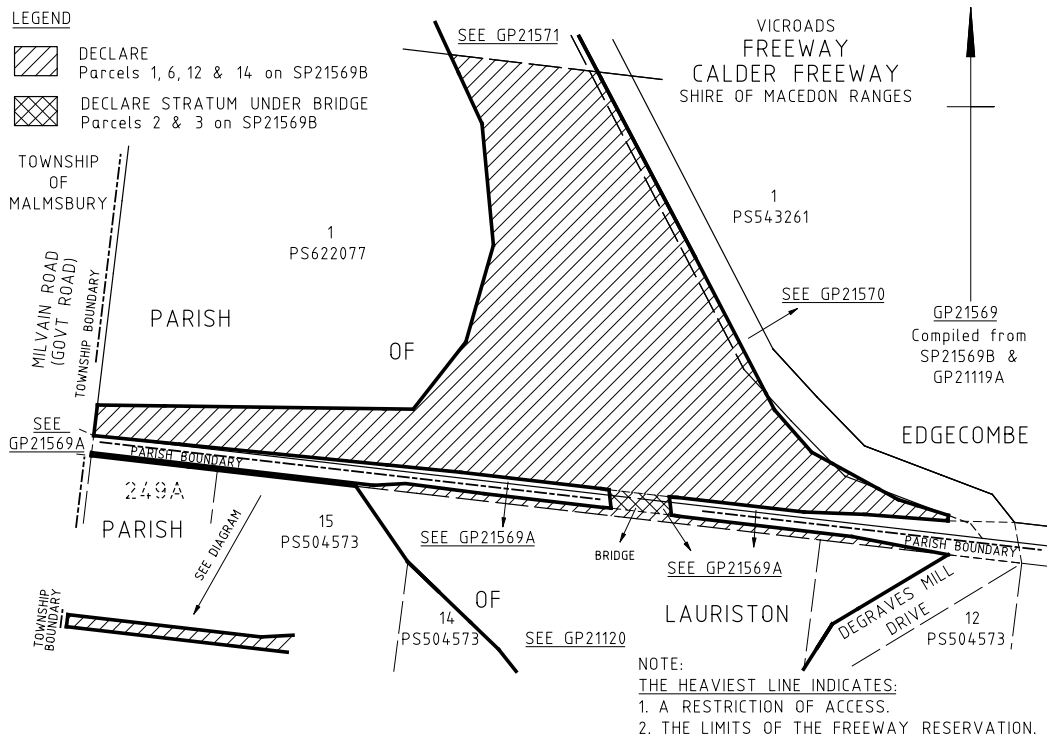 LEGEND
DECLARE
Parcels 1, 6, 12 & 14 on SP21569B
DECLARE STRATUM UNDER BRIDGE
Parcels 2 & 3 on SP21569B
SEE GP21571
VICROADS
FREEWAY
CALDER FREEWAY
SHIRE OF MACEDON RANGES
TOWNSHIP
OF
MALMSBURY
1
PS622077
1
PS543261
MILVAIN ROAD
(GOVT ROAD)
TOWNSHIP BOUNDARY
PARISH
OF
SEE GP21570
GP21569
Compiled from
SP21569B &
GP21119A
SEE
GP21569A
EDGECOMBE
PARISH BOUNDARY
249A
PARISH
15
PS504573
SEE GP21569A
BRIDGE
SEE GP21569A
PARISH BOUNDARY
SEE DIAGRAM
OF
LAURISTON
DEGRAVES MILL
DRIVE
12
PS504573
14
PS504573
SEE GP21120
TOWNSHIP
BOUNDARY
NOTE:
THE HEAVIEST LINE INDICATES:
1. A RESTRICTION OF ACCESS.
2. THE LIMITS OF THE FREEWAY RESERVATION.